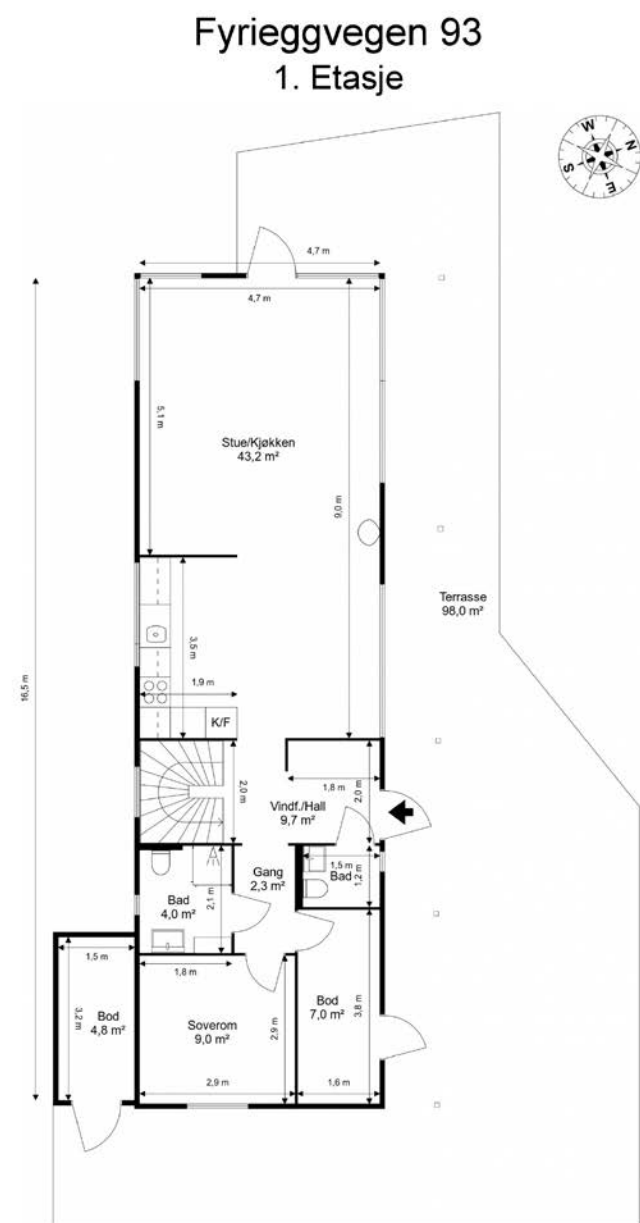 Fyrieggvegen 93
1. Etasje
W
N
S
E
4,7 m
4,7 m
5,1 m
Stue/Kjøkken
43,2 m²
9,0 m
Terrasse
98,0 m²
3,5 m
16,5 m
1,9 m
K/F
2,0 m
1,8 m
2,0 m
Vindf./Hall
9,7 m²
Gang
2,3 m²
1,5 m
Bad
1,2 m
Bad
4,0 m²
2,1 m
1,5 m
1,8 m
3,2 m
Bod
4,8 m²
Soverom
9,0 m²
2,9 m
Bod
7,0 m²
3,8 m
2,9 m
1,6 m